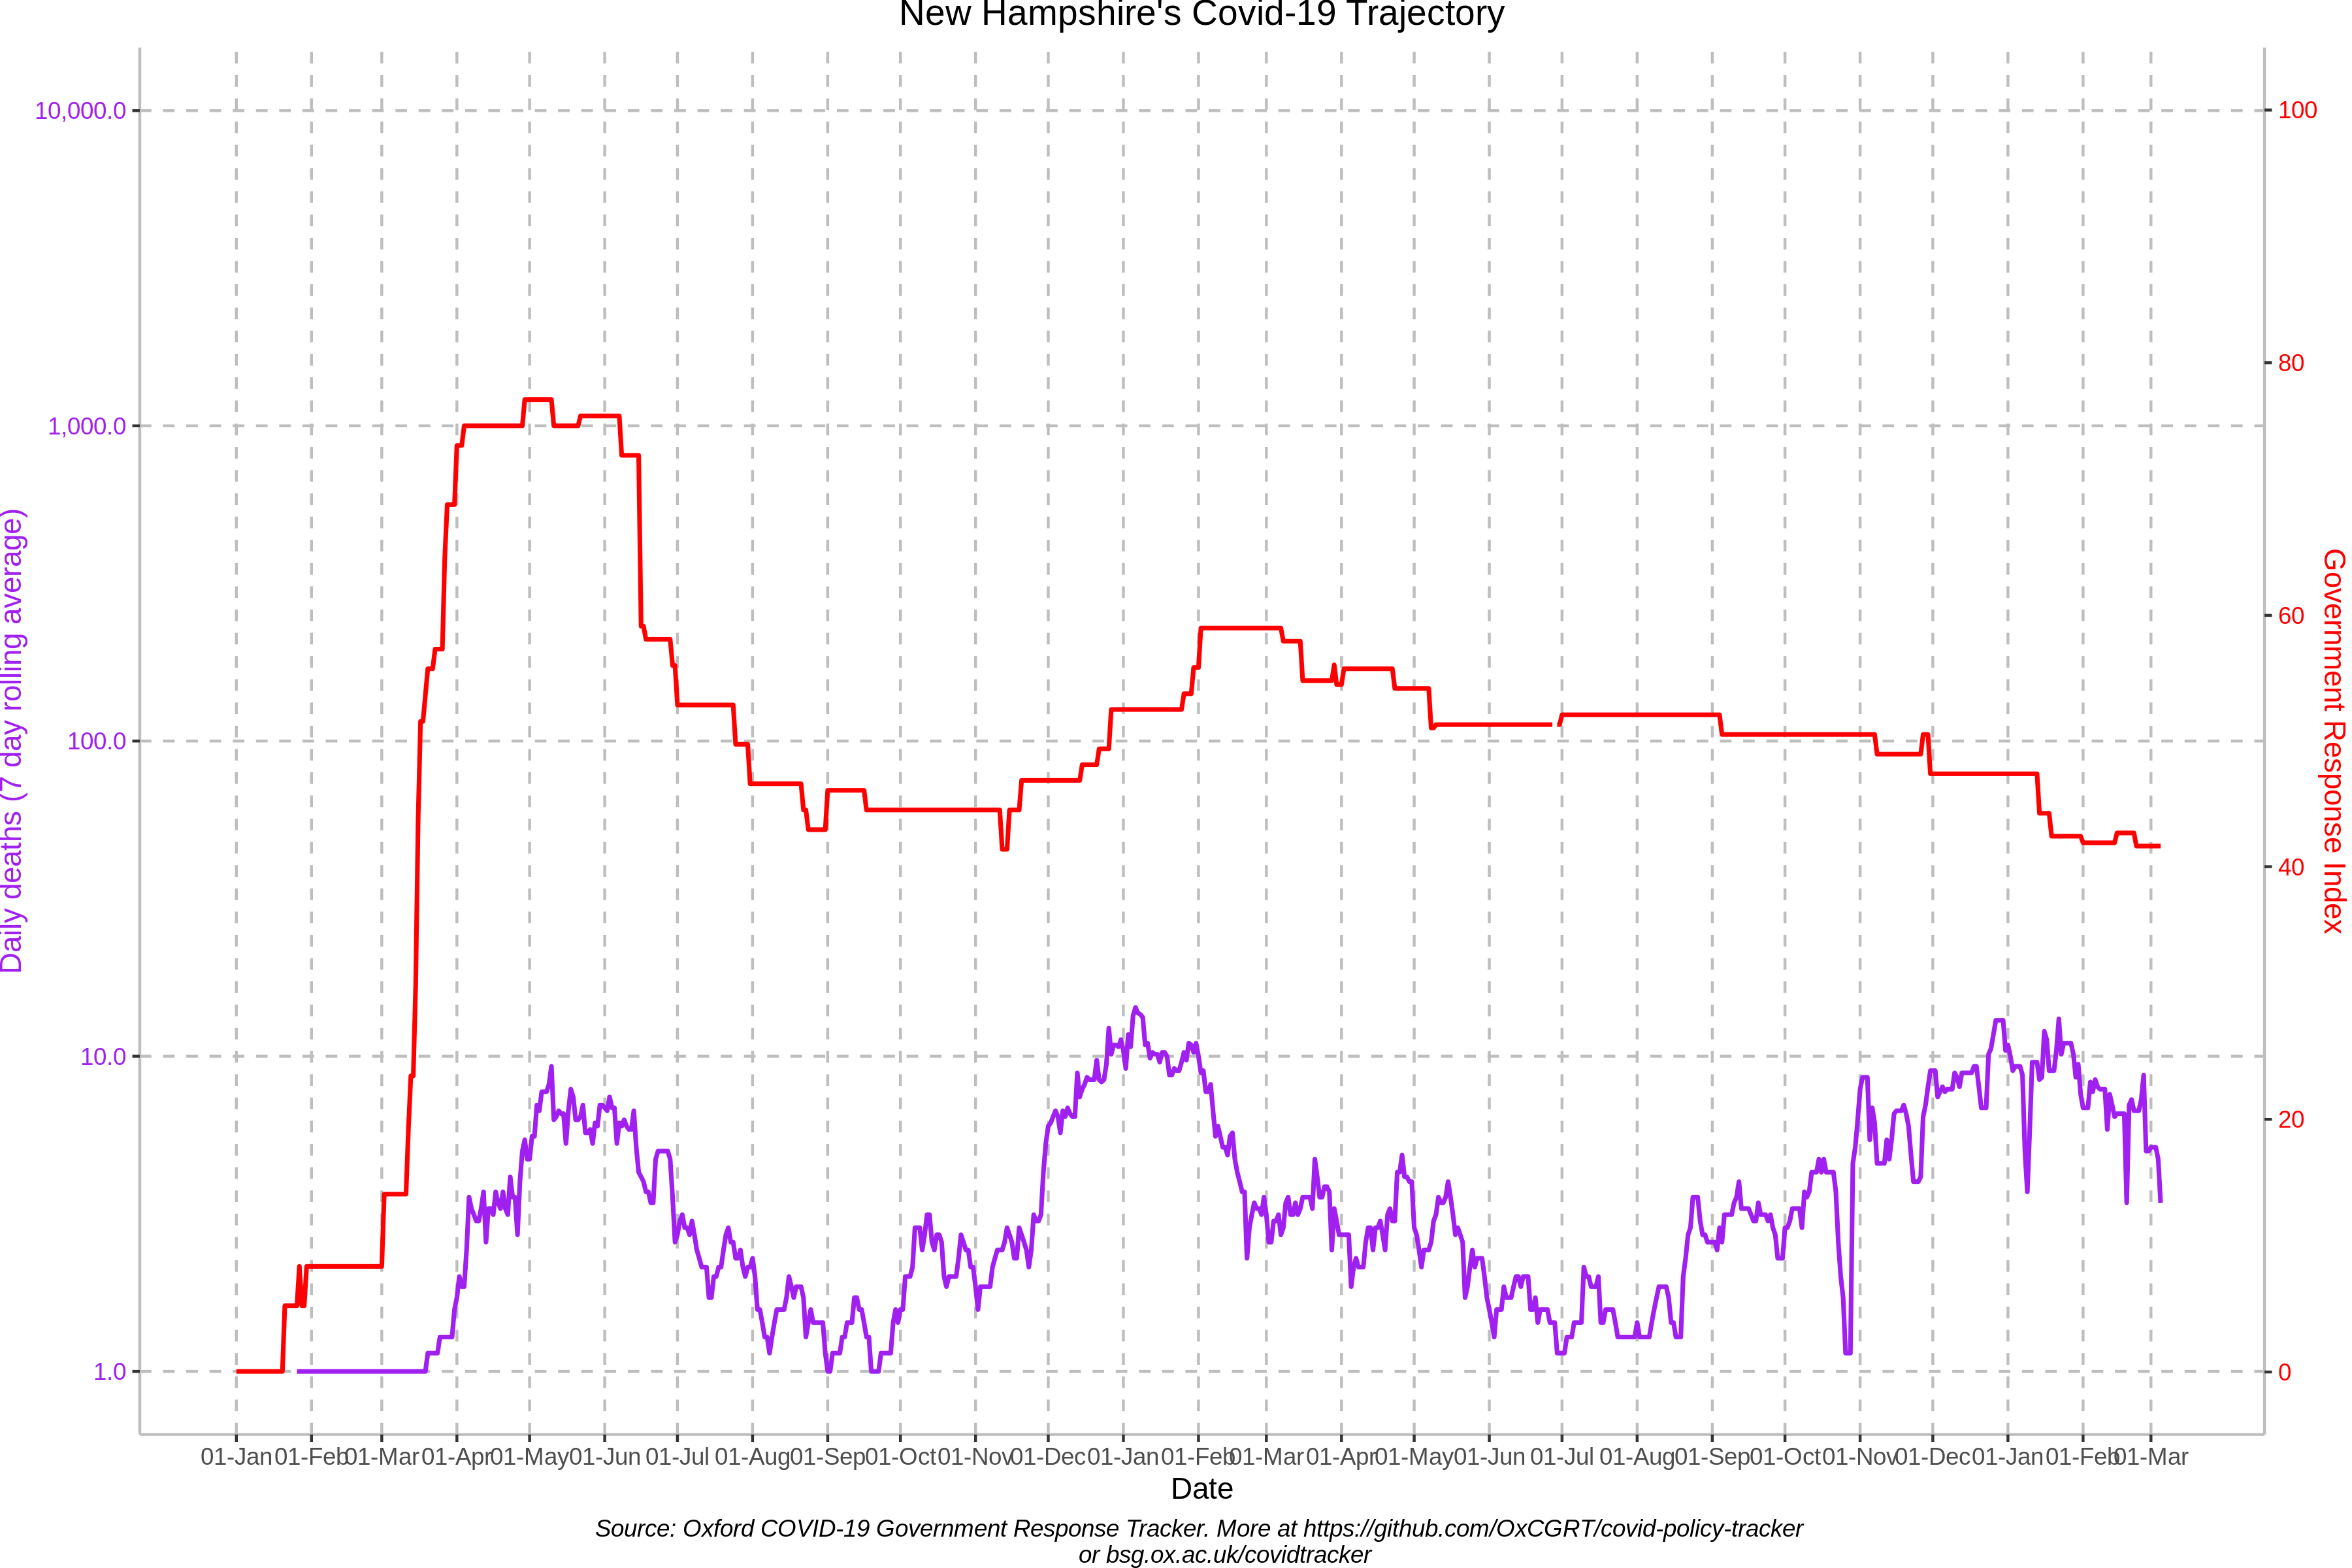 New Hampshire's Covid-19 Trajectory
10,000.0
1,000.0
100.0
10.0
1.0
Daily deaths (7 day rolling average)
100
80
60
40
20
0
Government Response Index
01-Jan 01-Feb 01-Mar 01-Apr 01-May 01-Jun 01-Jul 01-Aug 01-Sep 01-Oct 01-Nov 01-Dec 01-Jan 01-Feb 01-Mar 01-Apr 01-May 01-Jun 01-Jul 01-Aug 01-Sep 01-Oct 01-Nov 01-Dec 01-Jan 01-Feb 01-Mar
Date
Source: Oxford COVID-19 Government Response Tracker. More at https://github.com/OxCGRT/covid-policy-tracker
or bsg.ox.ac.uk/covidtracker